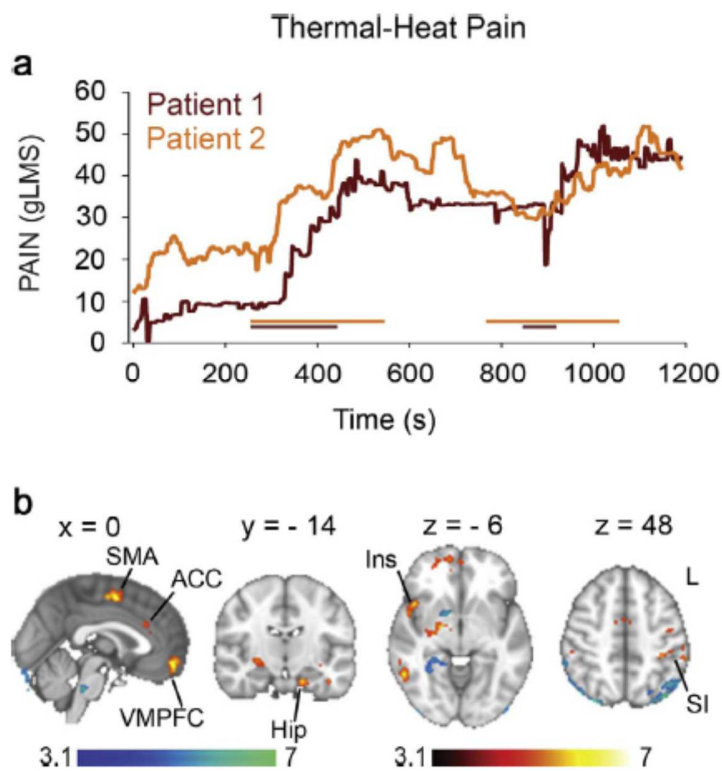 Thermal-Heat Pain
a
60
50
40
30
20
10
0
PAIN (gLMS)
Patient 1
Patient 2
0 200 400 600 800 1000 1200
Time (s)
b
x = 0 y = - 14 z = - 6 z = 48
SMA
ACC
Ins
L
VMPFC
Hip
SI
3.1 7 3.1 7